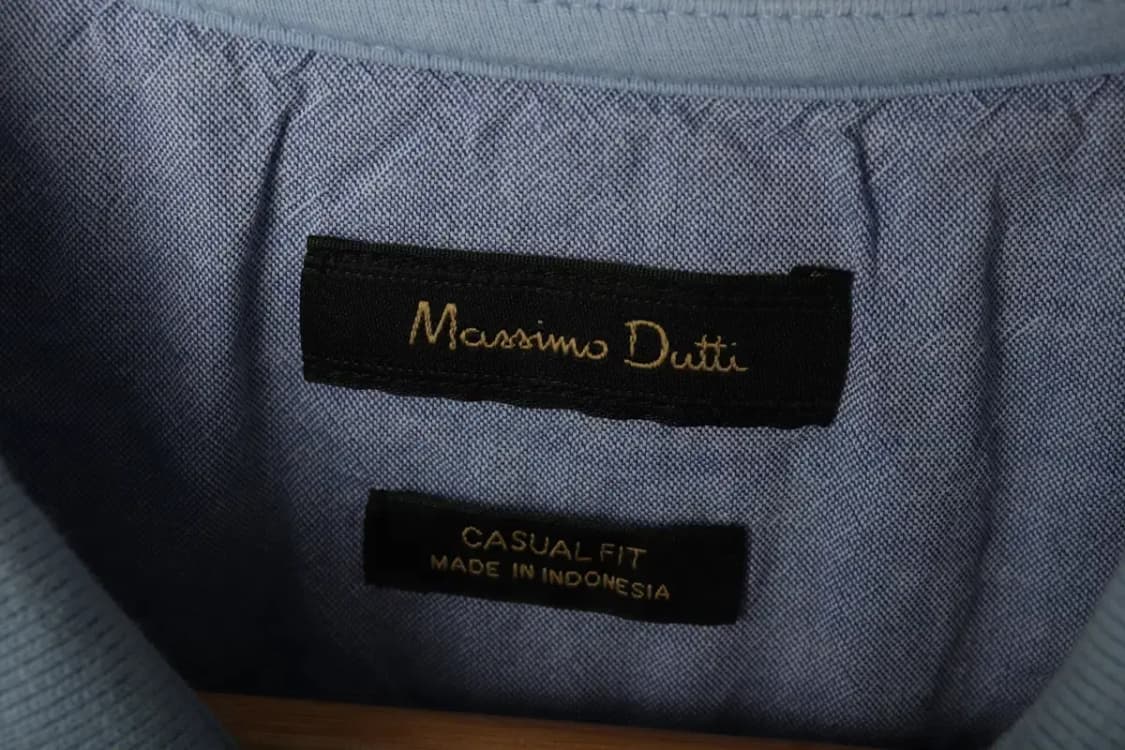 Massimo Dutti
CASUAL FIT
MADE IN INDONESIA